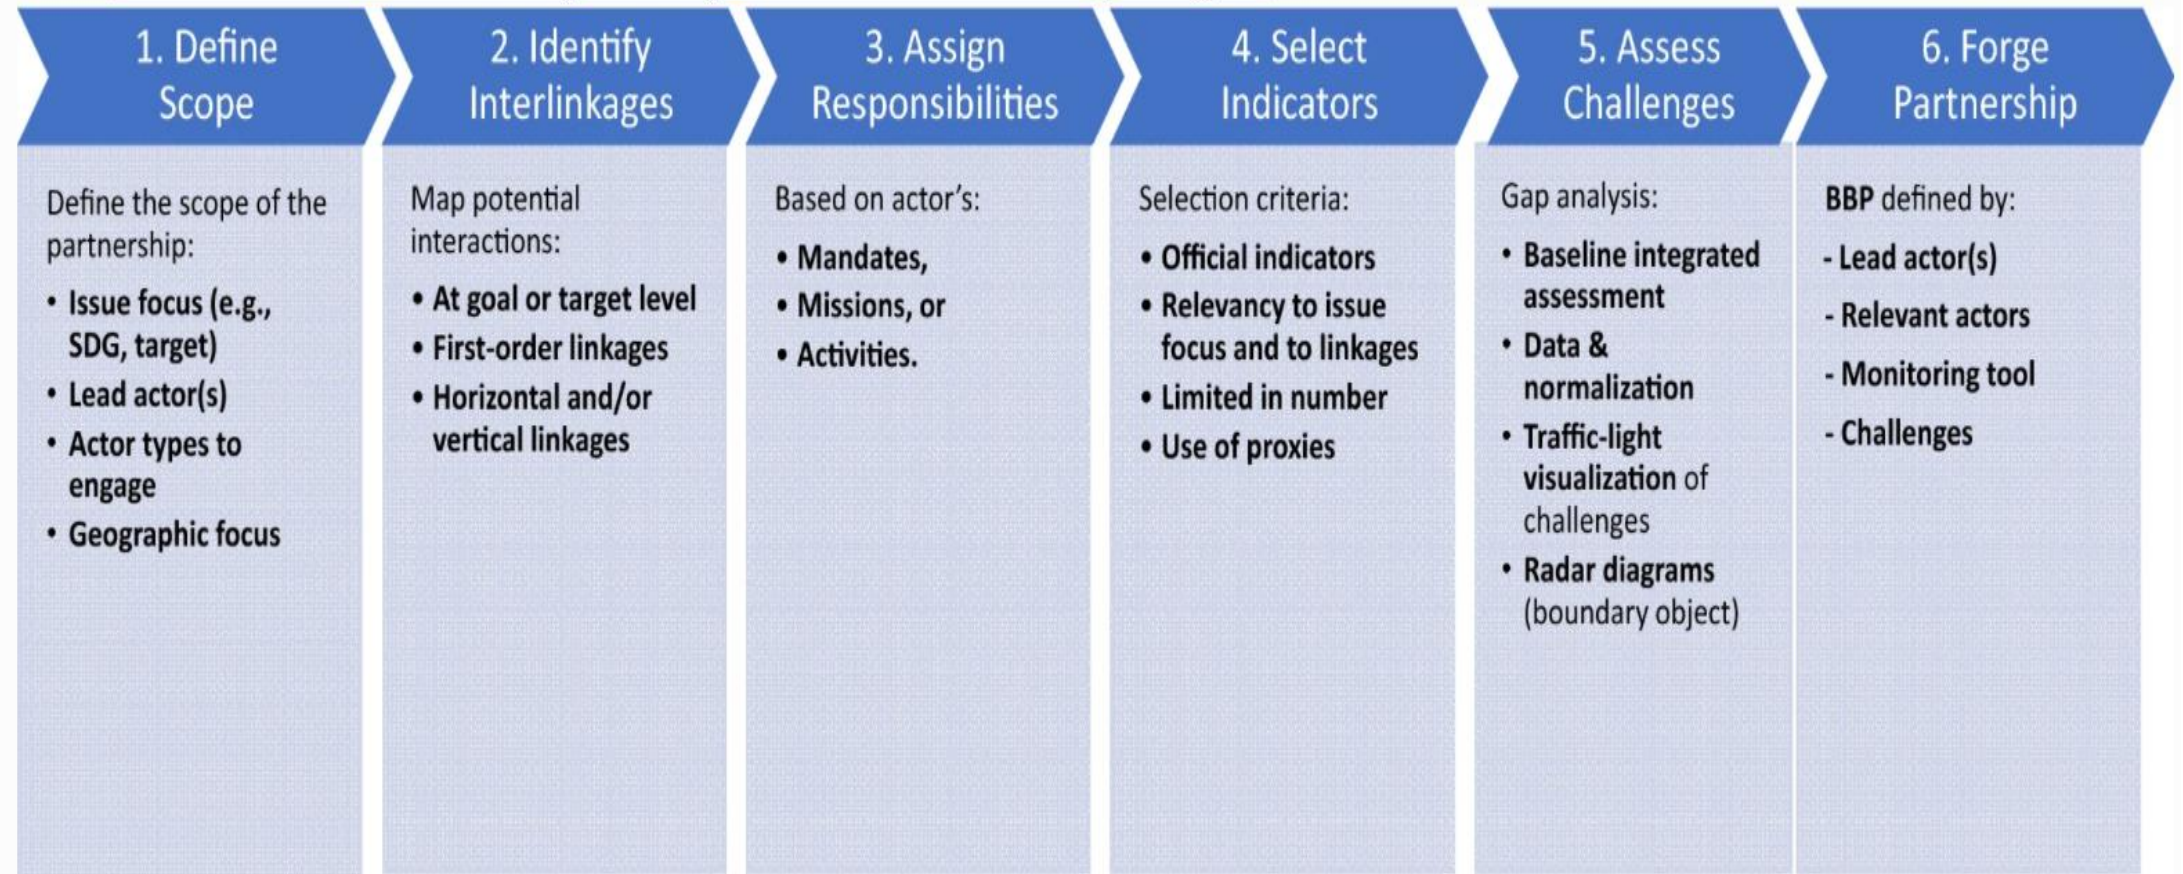 1. Define
Scope
Define the scope of the
partnership:
• Issue focus (e.g.,
SDG, target)
• Lead actor(s)
• Actor types to
engage
• Geographic focus
2. Identify
Interlinkages
Map potential
interactions:
• At goal or target level
• First-order linkages
• Horizontal and/or
vertical linkages
3. Assign
Responsibilities
Based on actor's:
• Mandates,
• Missions, or
• Activities.
4. Select
Indicators
Selection criteria:
• Official indicators
• Relevancy to issue
focus and to linkages
• Limited in number
• Use of proxies
5. Assess
Challenges
Gap analysis:
• Baseline integrated
assessment
• Data &
normalization
• Traffic-light
visualization of
challenges
• Radar diagrams
(boundary object)
6. Forge
Partnership
BBP defined by:
- Lead actor(s)
- Relevant actors
- Monitoring tool
- Challenges